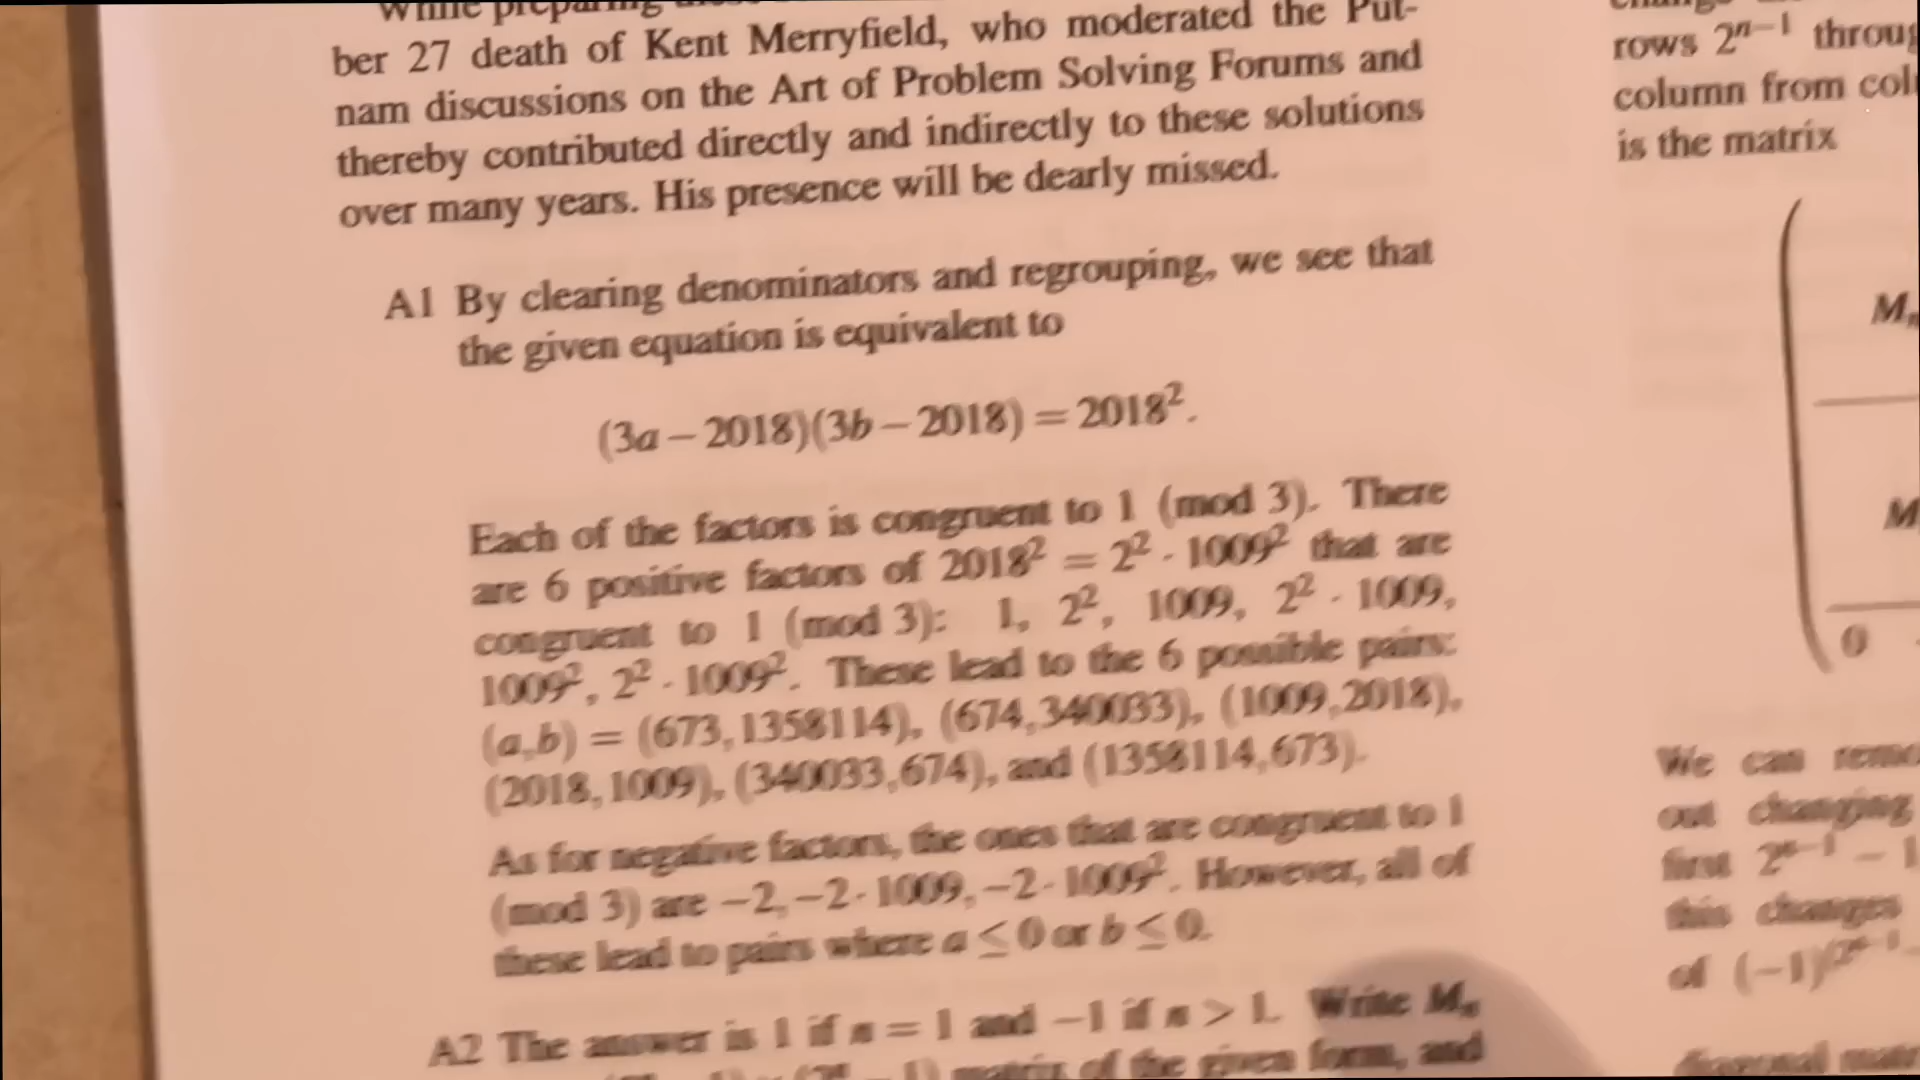 While preparing
ber 27 death of Kent Merryfield, who moderated the Put-
nam discussions on the Art of Problem Solving Forums and
thereby contributed directly and indirectly to these solutions
over many years. His presence will be dearly missed.
A1 By clearing denominators and regrouping, we see that
the given equation is equivalent to
(3a − 2018)(3b − 2018) = 2018².
Each of the factors is congruent to 1 (mod 3). There
are 6 positive factors of 2018² = 2² · 1009² that are
congruent to 1 (mod 3): 1, 2², 1009, 2² · 1009,
1009², 2² · 1009². These lead to the 6 possible pairs:
(a,b) = (673,1358114), (674,340033), (1009,2018),
(2018,1009), (340033,674), and (1358114,673).
As for negative factors, the ones that are congruent to 1
(mod 3) are −2, −2 · 1009, −2 · 1009². However, all of
these lead to pairs where a ≤ 0 or b ≤ 0.
A2 The answer is 1 if n = 1 and −1 if n > 1. Write Mₙ
matrix of the given form, and
rows 2ⁿ⁻¹
column from
is the matrix
M
M
0
We can
out changing
first 2ⁿ⁻¹ −
this changes
of
diagonal